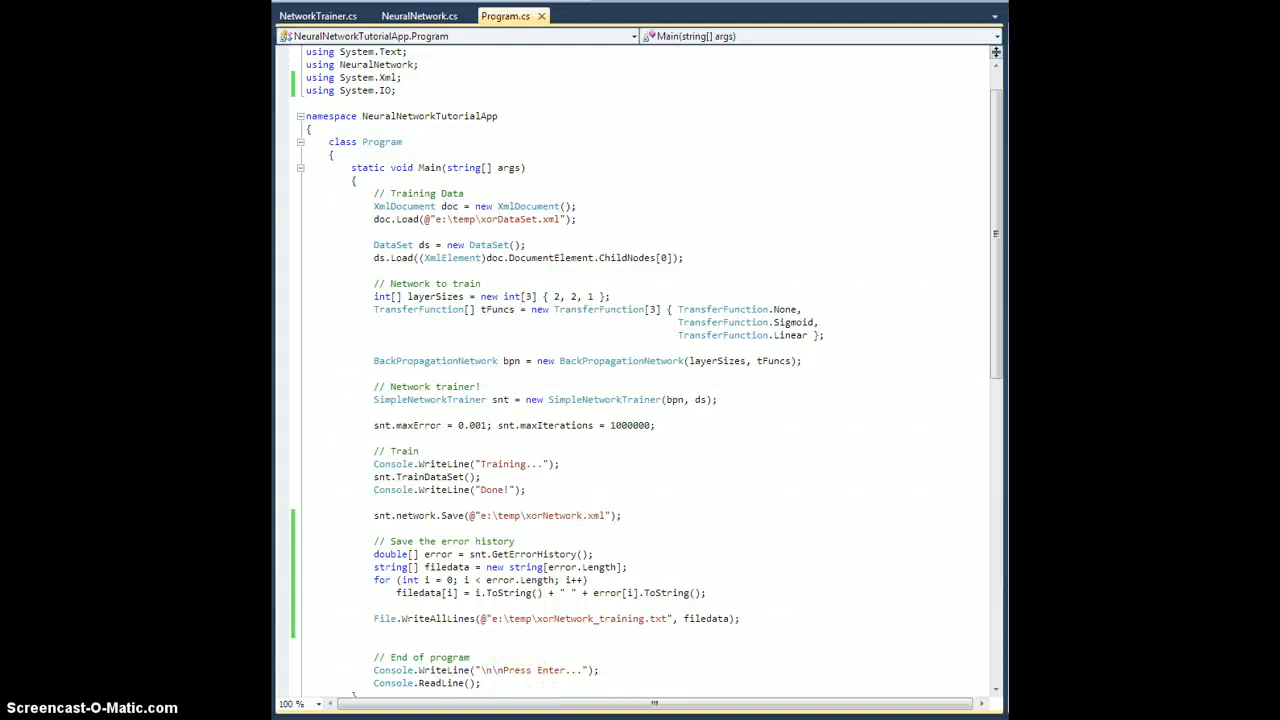 NetworkTrainer.cs NeuralNetwork.cs Program.cs
NeuralNetworkTutorialApp.Program Main(string[] args)
using System.Text;
using NeuralNetwork;
using System.Xml;
using System.IO;
namespace NeuralNetworkTutorialApp
{
class Program
{
static void Main(string[] args)
{
// Training Data
XmlDocument doc = new XmlDocument();
doc.Load(@"e:\temp\xorDataSet.xml");
DataSet ds = new DataSet();
ds.Load((XmlElement)doc.DocumentElement.ChildNodes[0]);
// Network to train
int[] layerSizes = new int[3] { 2, 2, 1 };
TransferFunction[] tFuncs = new TransferFunction[3] { TransferFunction.None,
TransferFunction.Sigmoid,
TransferFunction.Linear };
BackPropagationNetwork bpn = new BackPropagationNetwork(layerSizes, tFuncs);
// Network trainer!
SimpleNetworkTrainer snt = new SimpleNetworkTrainer(bpn, ds);
snt.maxError = 0.001; snt.maxIterations = 1000000;
// Train
Console.WriteLine("Training...");
snt.TrainDataSet();
Console.WriteLine("Done!");
snt.network.Save(@"e:\temp\xorNetwork.xml");
// Save the error history
double[] error = snt.GetErrorHistory();
string[] filedata = new string[error.Length];
for (int i = 0; i < error.Length; i++)
filedata[i] = i.ToString() + " " + error[i].ToString();
File.WriteAllLines(@"e:\temp\xorNetwork_training.txt", filedata);
// End of program
Console.WriteLine("\n\nPress Enter...");
Console.ReadLine();
}
100 %
Screencast-O-Matic.com